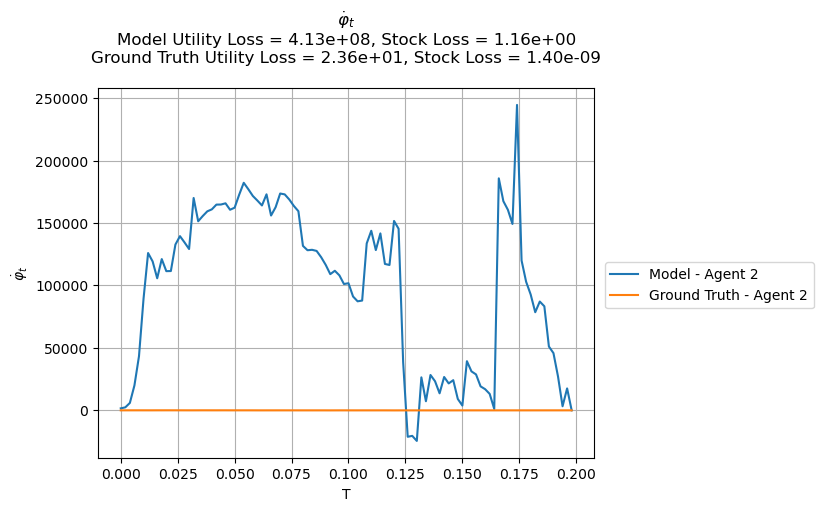 φ̇ₜ
Model Utility Loss = 4.13e+08, Stock Loss = 1.16e+00
Ground Truth Utility Loss = 2.36e+01, Stock Loss = 1.40e-09
250000
200000
150000
100000
50000
0
φ̇ₜ
0.000 0.025 0.050 0.075 0.100 0.125 0.150 0.175 0.200
T
Model - Agent 2
Ground Truth - Agent 2